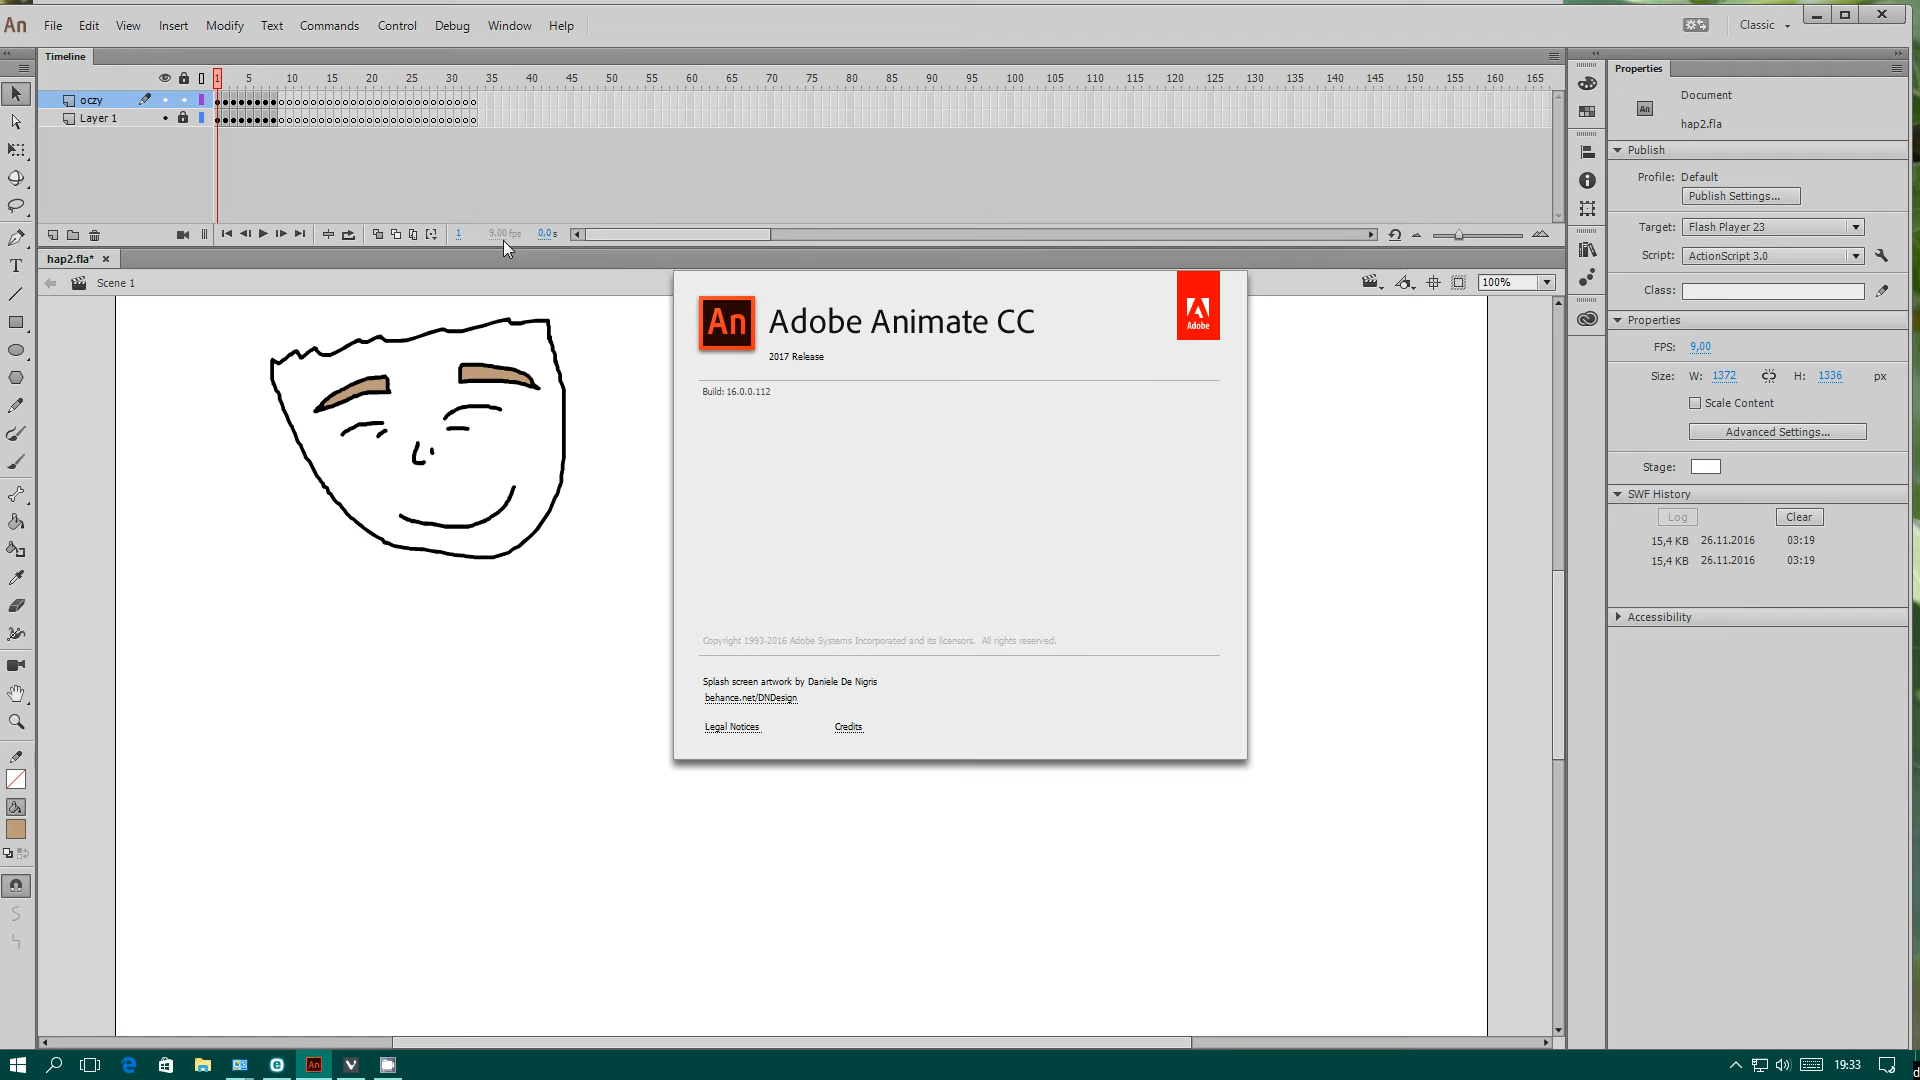 An File Edit View Insert Modify Text Commands Control Debug Window Help Classic
Timeline
1 5 10 15 20 25 30 35 40 45 50 55 60 65 70 75 80 85 90 95 100 105 110 115 120 125 130 135 140 145 150 155 160 165
oczy
Layer 1
1 9.00 fps 0,0 s
hap2.fla* ×
Scene 1
100%
An Adobe Animate CC
Adobe
2017 Release
Build: 16.0.0.112
Copyright 1993-2016 Adobe Systems Incorporated and its licensors. All rights reserved.
Splash screen artwork by Daniele De Nigris
behance.net/DNDesign
Legal Notices Credits
Properties
An Document
hap2.fla
Publish
Profile: Default
Publish Settings...
Target: Flash Player 23
Script: ActionScript 3.0
Class:
Properties
FPS: 9,00
Size: W: 1372 H: 1336 px
Scale Content
Advanced Settings...
Stage:
SWF History
Log Clear
15,4 KB 26.11.2016 03:19
15,4 KB 26.11.2016 03:19
Accessibility
An
19:33